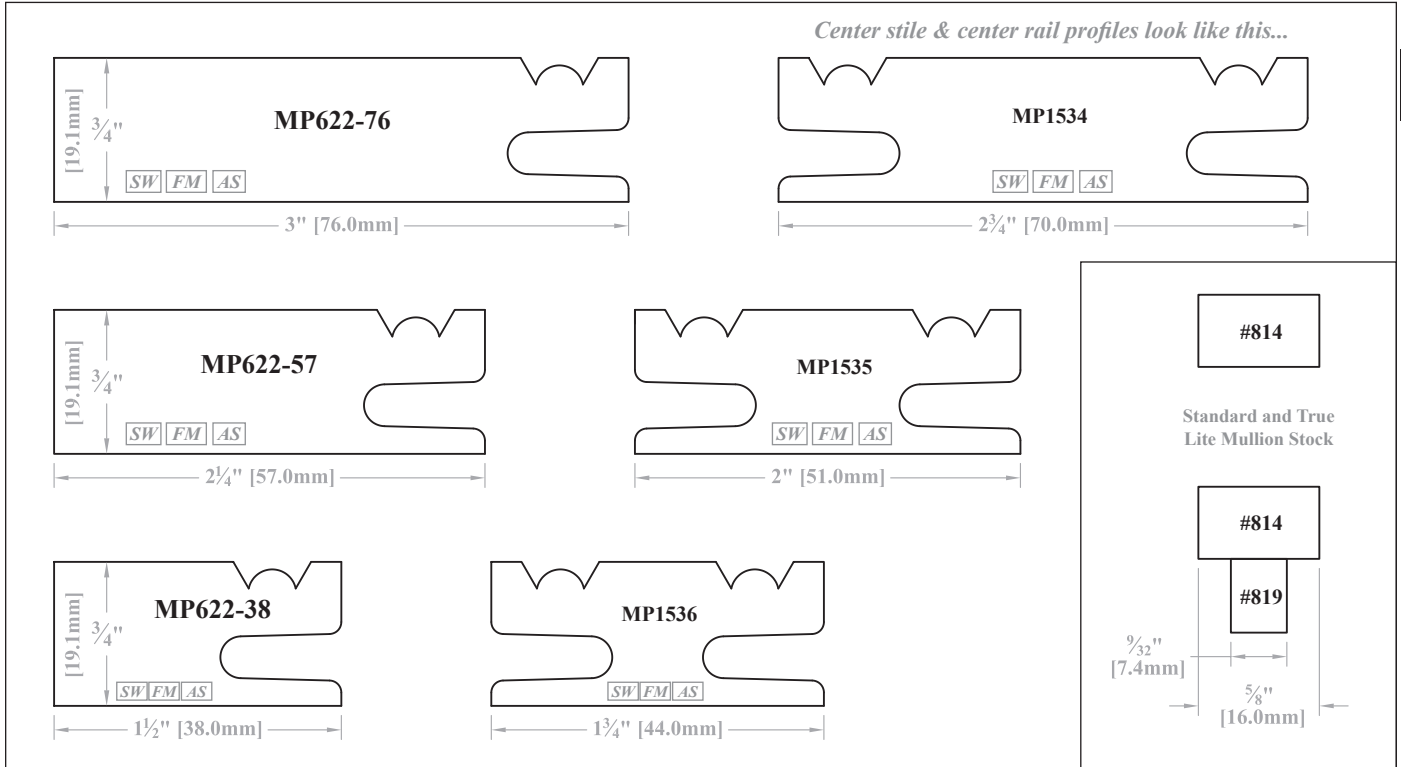 Center stile & center rail profiles look like this...
MP622-76
[19.1mm]
3/4"
SW FM AS
3" [76.0mm]
MP1534
SW FM AS
2 3/4" [70.0mm]
MP622-57
[19.1mm]
3/4"
SW FM AS
2 1/4" [57.0mm]
MP1535
SW FM AS
2" [51.0mm]
MP622-38
[19.1mm]
3/4"
SW FM AS
1 1/2" [38.0mm]
MP1536
SW FM AS
1 3/4" [44.0mm]
#814
Standard and True
Lite Mullion Stock
#814
#819
9/32"
[7.4mm]
5/8"
[16.0mm]